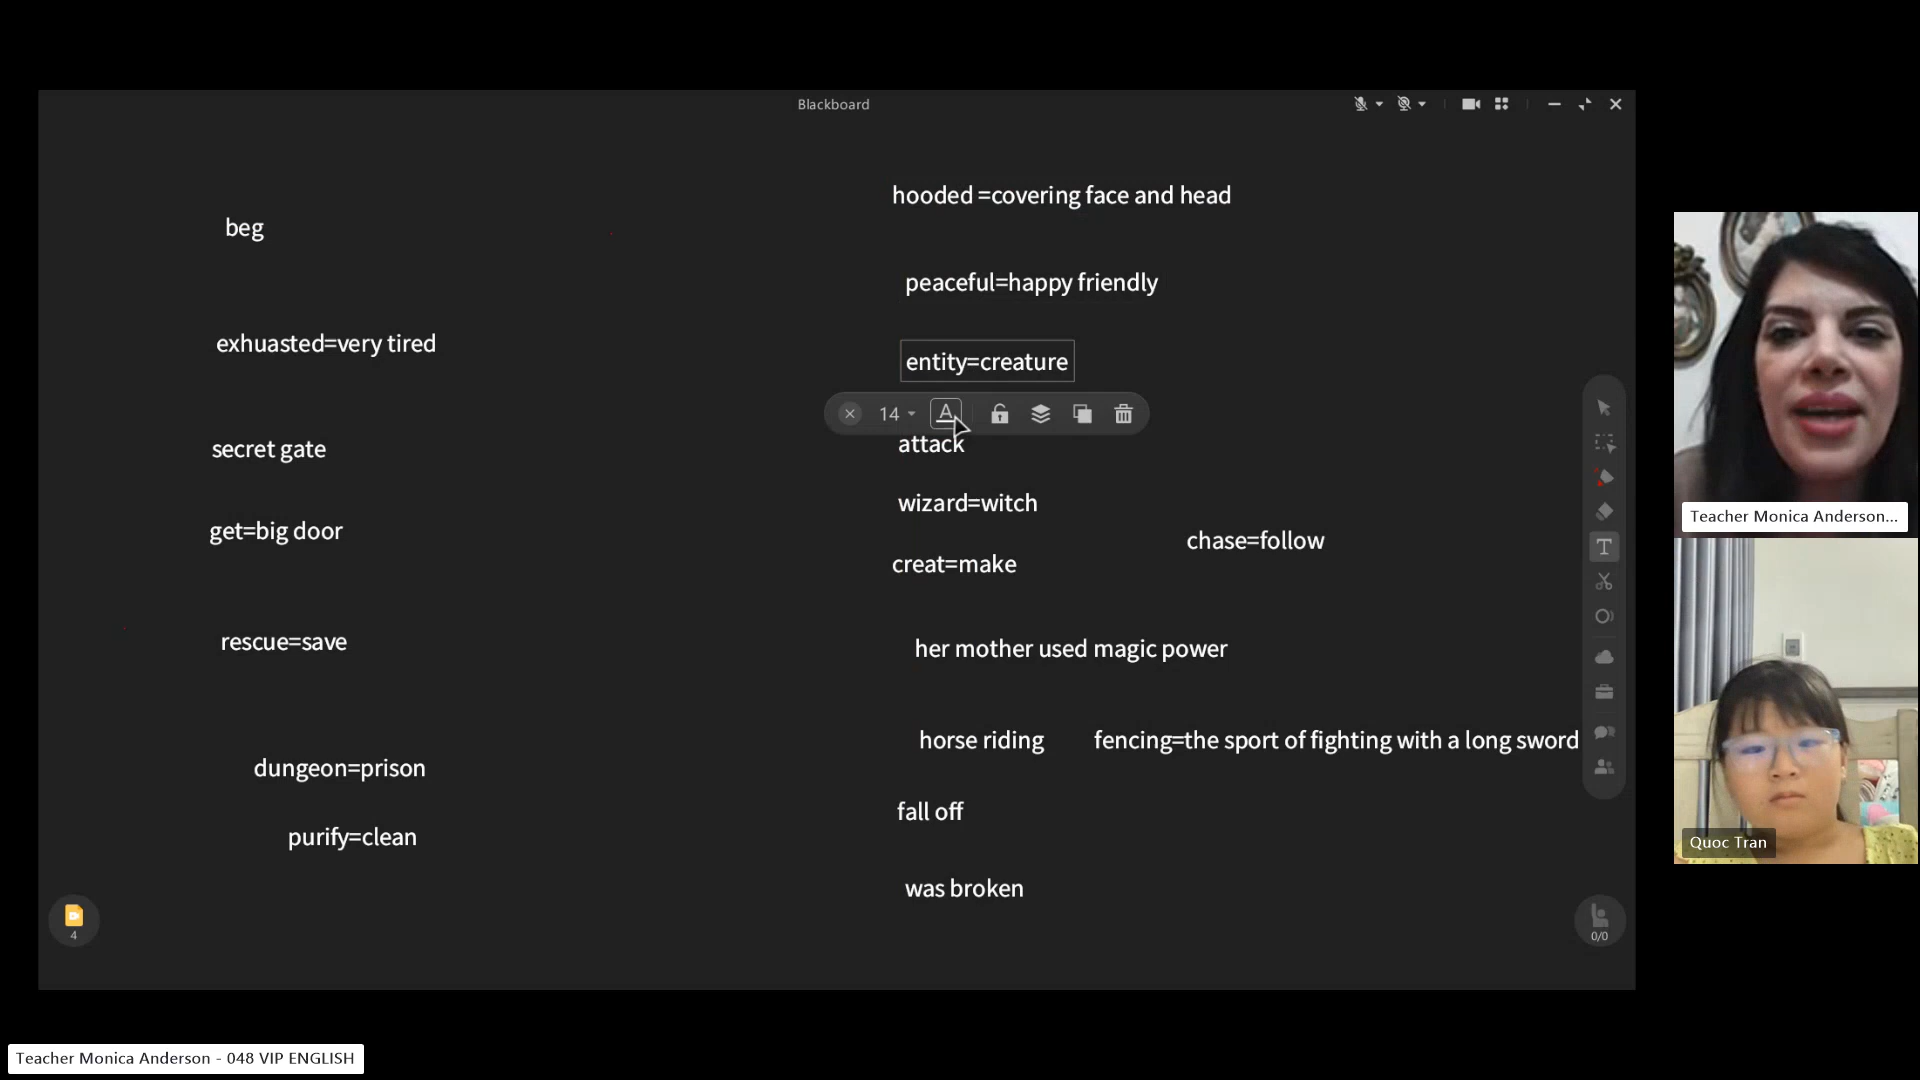 Blackboard
hooded =covering face and head
beg
peaceful=happy friendly
exhuasted=very tired
entity=creature
14
attack
secret gate
wizard=witch
get=big door
chase=follow
creat=make
rescue=save
her mother used magic power
horse riding
fencing=the sport of fighting with a long sword
dungeon=prison
fall off
purify=clean
was broken
4
0/0
Teacher Monica Anderson...
Quoc Tran
Teacher Monica Anderson - 048 VIP ENGLISH